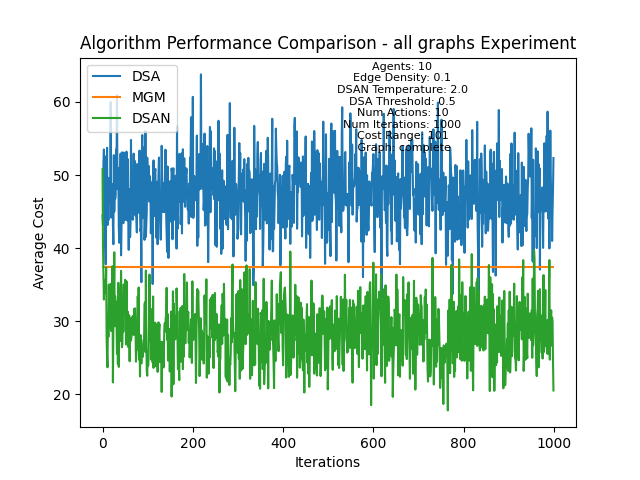 Algorithm Performance Comparison - all graphs Experiment
DSA
MGM
DSAN
Agents: 10
Edge Density: 0.1
DSAN Temperature: 2.0
DSA Threshold: 0.5
Num Actions: 10
Num Iterations: 1000
Cost Range: 101
Graph: complete
Average Cost
60
50
40
30
20
0
200
400
600
800
1000
Iterations